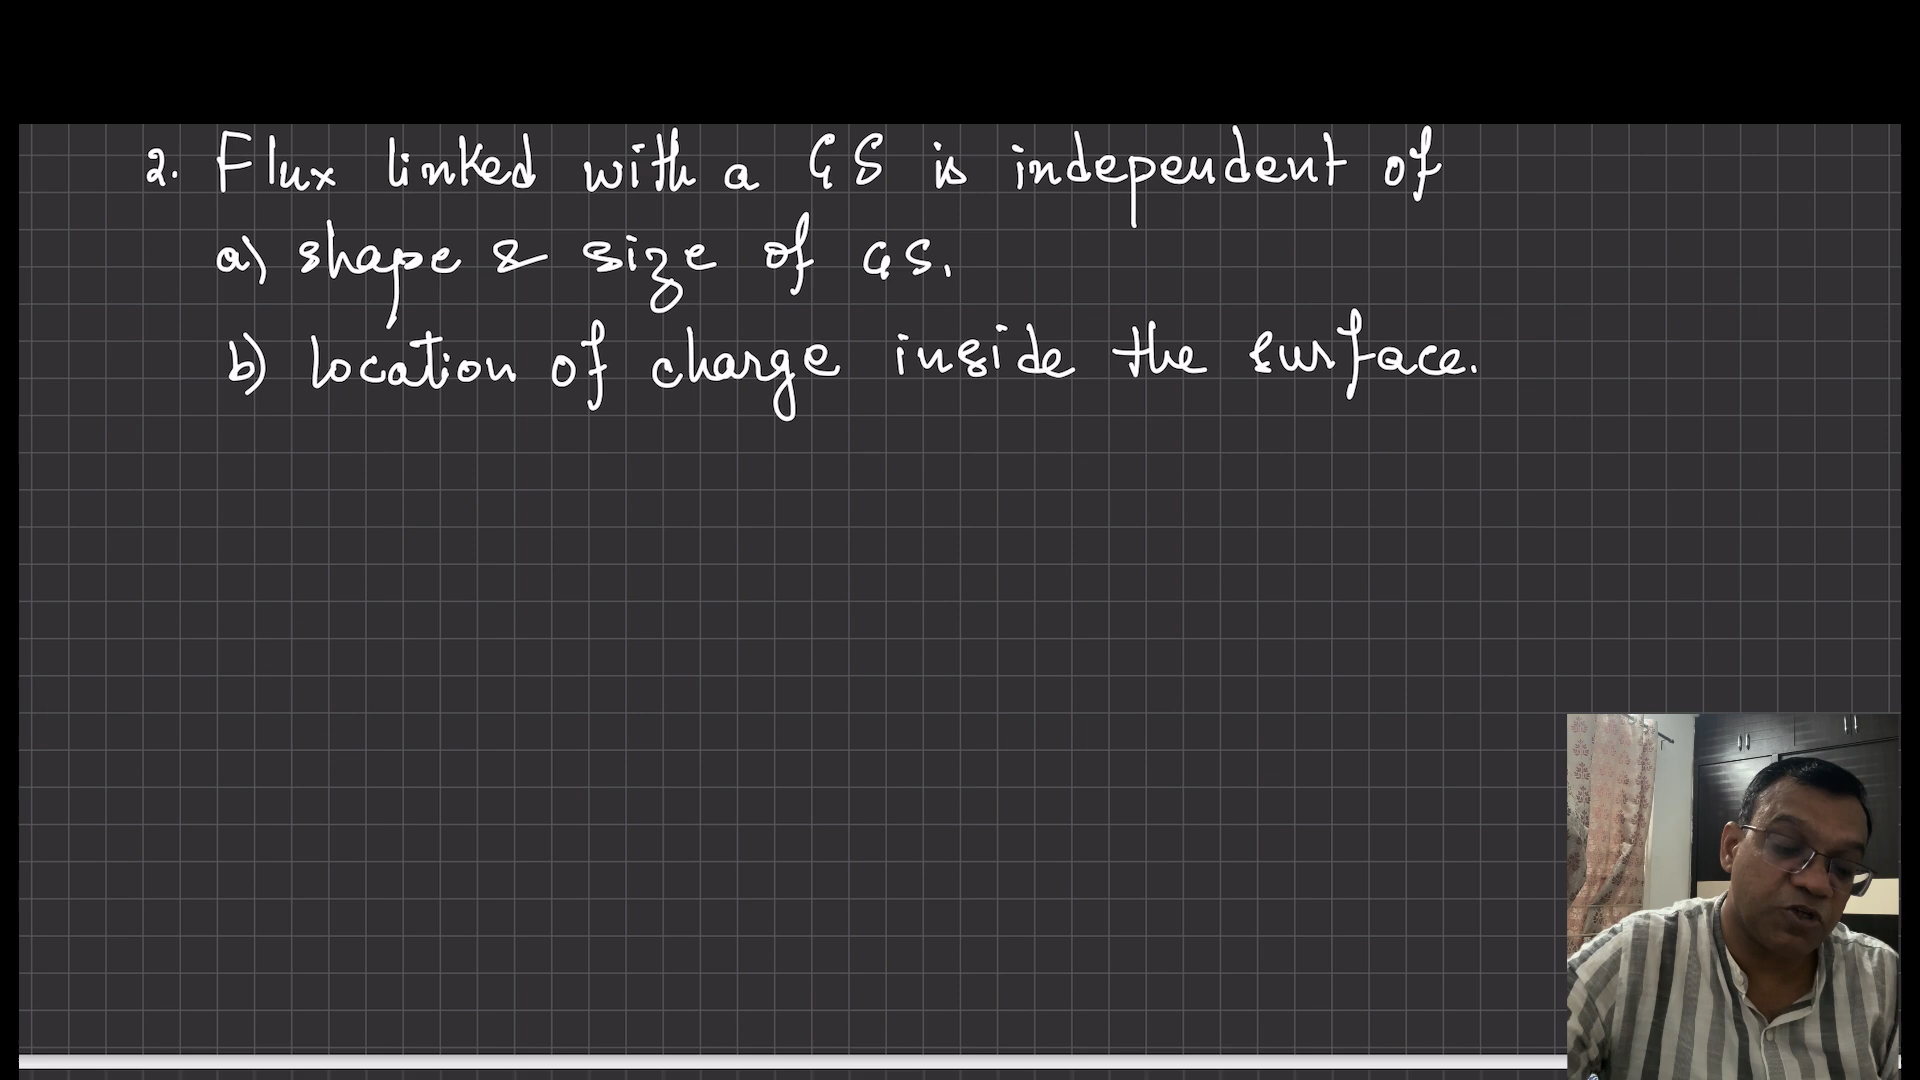 2. Flux linked with a GS is independent of
a) shape & size of GS.
b) location of charge inside the surface.